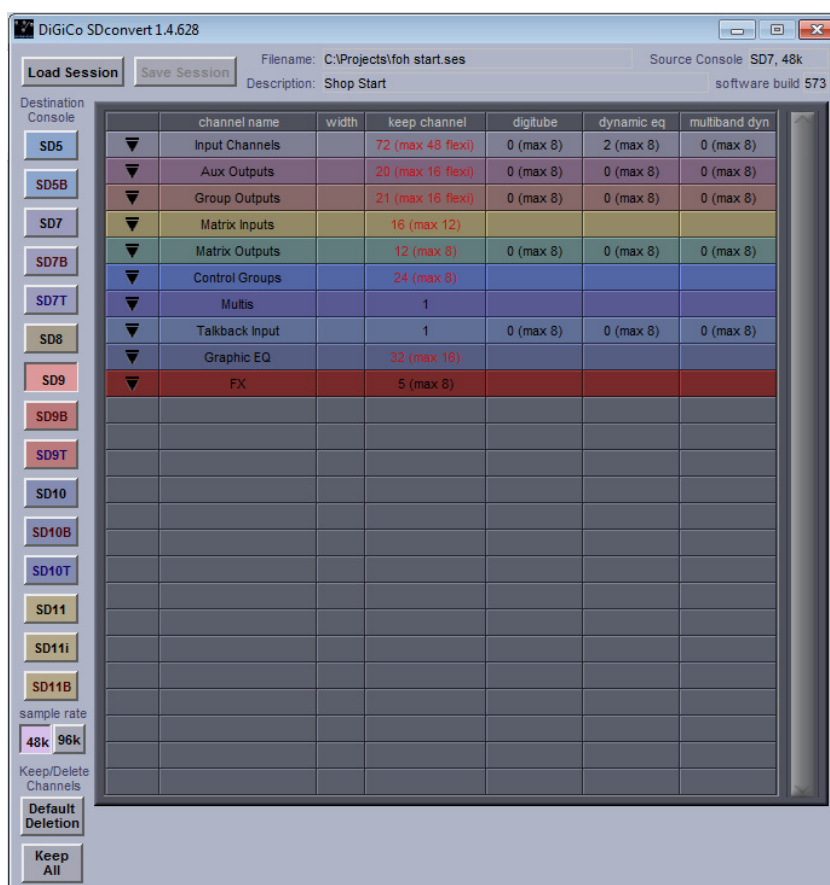 DiGiCo SDconvert 1.4.628
Load Session Save Session Filename: C:\Projects\foh start.ses Source Console SD7, 48k
Description: Shop Start software build 573
Destination
Console
channel name width keep channel digitube dynamic eq multiband dyn
Input Channels 72 (max 48 flexi) 0 (max 8) 2 (max 8) 0 (max 8)
Aux Outputs 20 (max 16 flexi) 0 (max 8) 0 (max 8) 0 (max 8)
Group Outputs 21 (max 16 flexi) 0 (max 8) 0 (max 8) 0 (max 8)
Matrix Inputs 16 (max 12)
Matrix Outputs 12 (max 8) 0 (max 8) 0 (max 8) 0 (max 8)
Control Groups 24 (max 8)
Multis 1
Talkback Input 1 0 (max 8) 0 (max 8) 0 (max 8)
Graphic EQ 32 (max 16)
FX 5 (max 8)
SD5
SD5B
SD7
SD7B
SD7T
SD8
SD9
SD9B
SD9T
SD10
SD10B
SD10T
SD11
SD11i
SD11B
sample rate
48k 96k
Keep/Delete
Channels
Default
Deletion
Keep
All